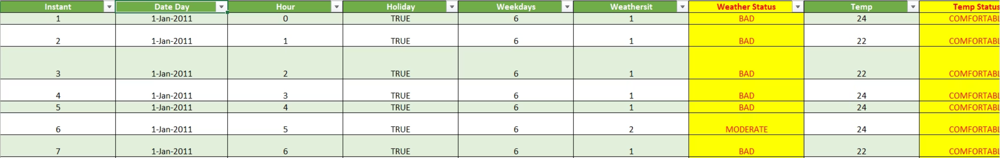 Instant Date Day Hour Holiday Weekdays Weathersit Weather Status Temp Temp Status
1 1-Jan-2011 0 TRUE 6 1 BAD 24 COMFORTABL
2 1-Jan-2011 1 TRUE 6 1 BAD 22 COMFORTABL
3 1-Jan-2011 2 TRUE 6 1 BAD 22 COMFORTABL
4 1-Jan-2011 3 TRUE 6 1 BAD 24 COMFORTABL
5 1-Jan-2011 4 TRUE 6 1 BAD 24 COMFORTABL
6 1-Jan-2011 5 TRUE 6 2 MODERATE 24 COMFORTABL
7 1-Jan-2011 6 TRUE 6 1 BAD 22 COMFORTABL